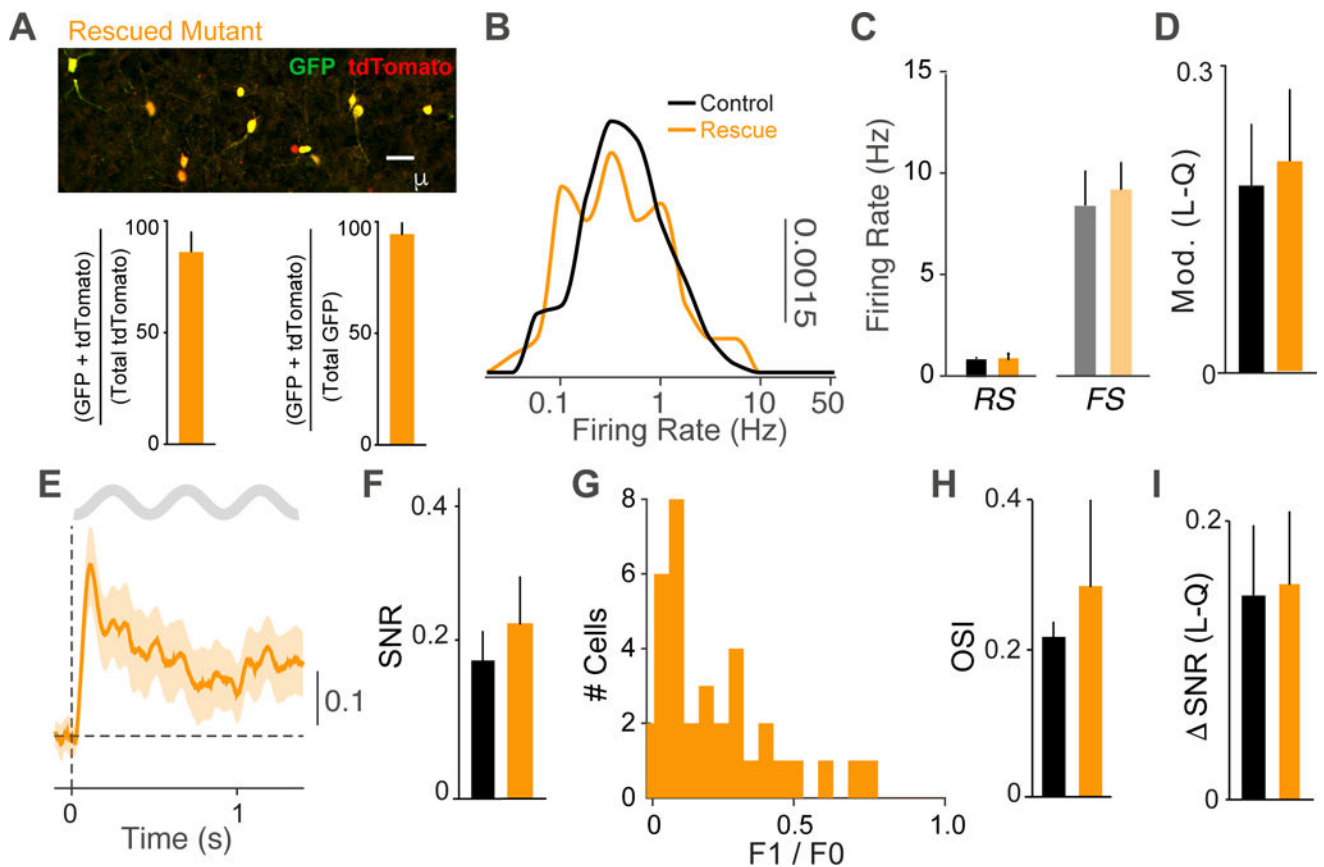 A
Rescued Mutant
GFP tdTomato
μ
(GFP + tdTomato)
(Total tdTomato)
100
50
0
(GFP + tdTomato)
(Total GFP)
100
50
0
B
Control
Rescue
0.0015
0.1 1 10 50
Firing Rate (Hz)
C
Firing Rate (Hz)
15
10
5
0
RS FS
D
Mod. (L-Q)
0.3
0
E
0.1
0 1
Time (s)
F
SNR
0.4
0.2
0
G
# Cells
8
6
4
2
0
0 0.5 1.0
F1 / F0
H
OSI
0.4
0.2
0
I
Δ SNR (L-Q)
0.2
0